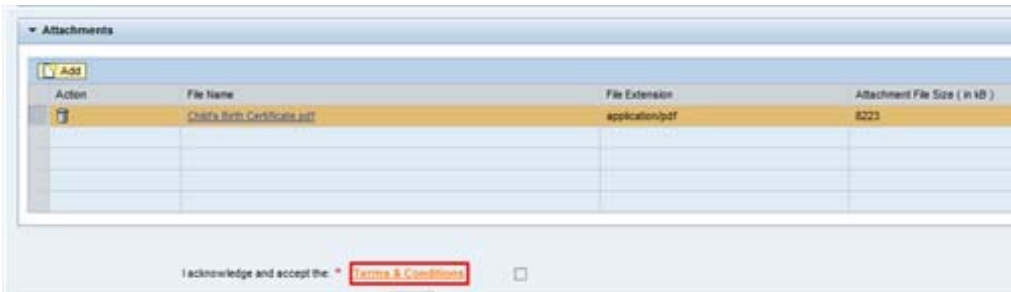 Attachments
Add
Action File Name File Extension Attachment File Size ( in kB )
Child's Birth Certificate.pdf application/pdf 8223
I acknowledge and accept the: * Terms & Conditions